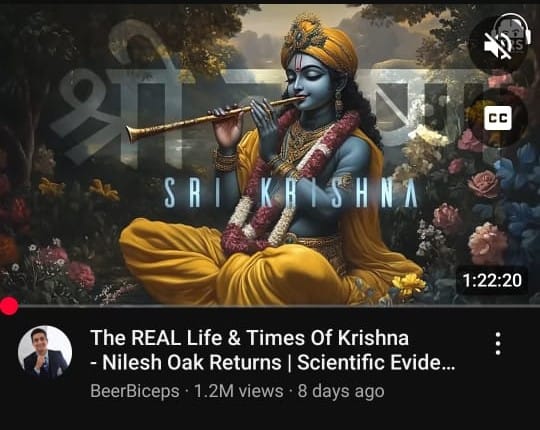 श्री
SRI KRISHNA
CC
1:22:20
The REAL Life & Times Of Krishna
- Nilesh Oak Returns | Scientific Evide...
BeerBiceps · 1.2M views · 8 days ago